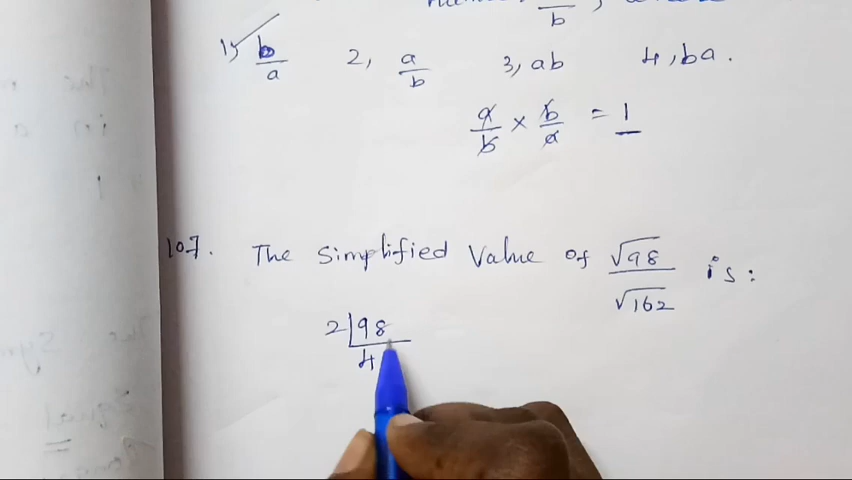 b
1, b/a 2, a/b 3, ab 4, ba.
a/b × b/a = 1
107. The Simplified Value of √98/√162 is:
2|98
4